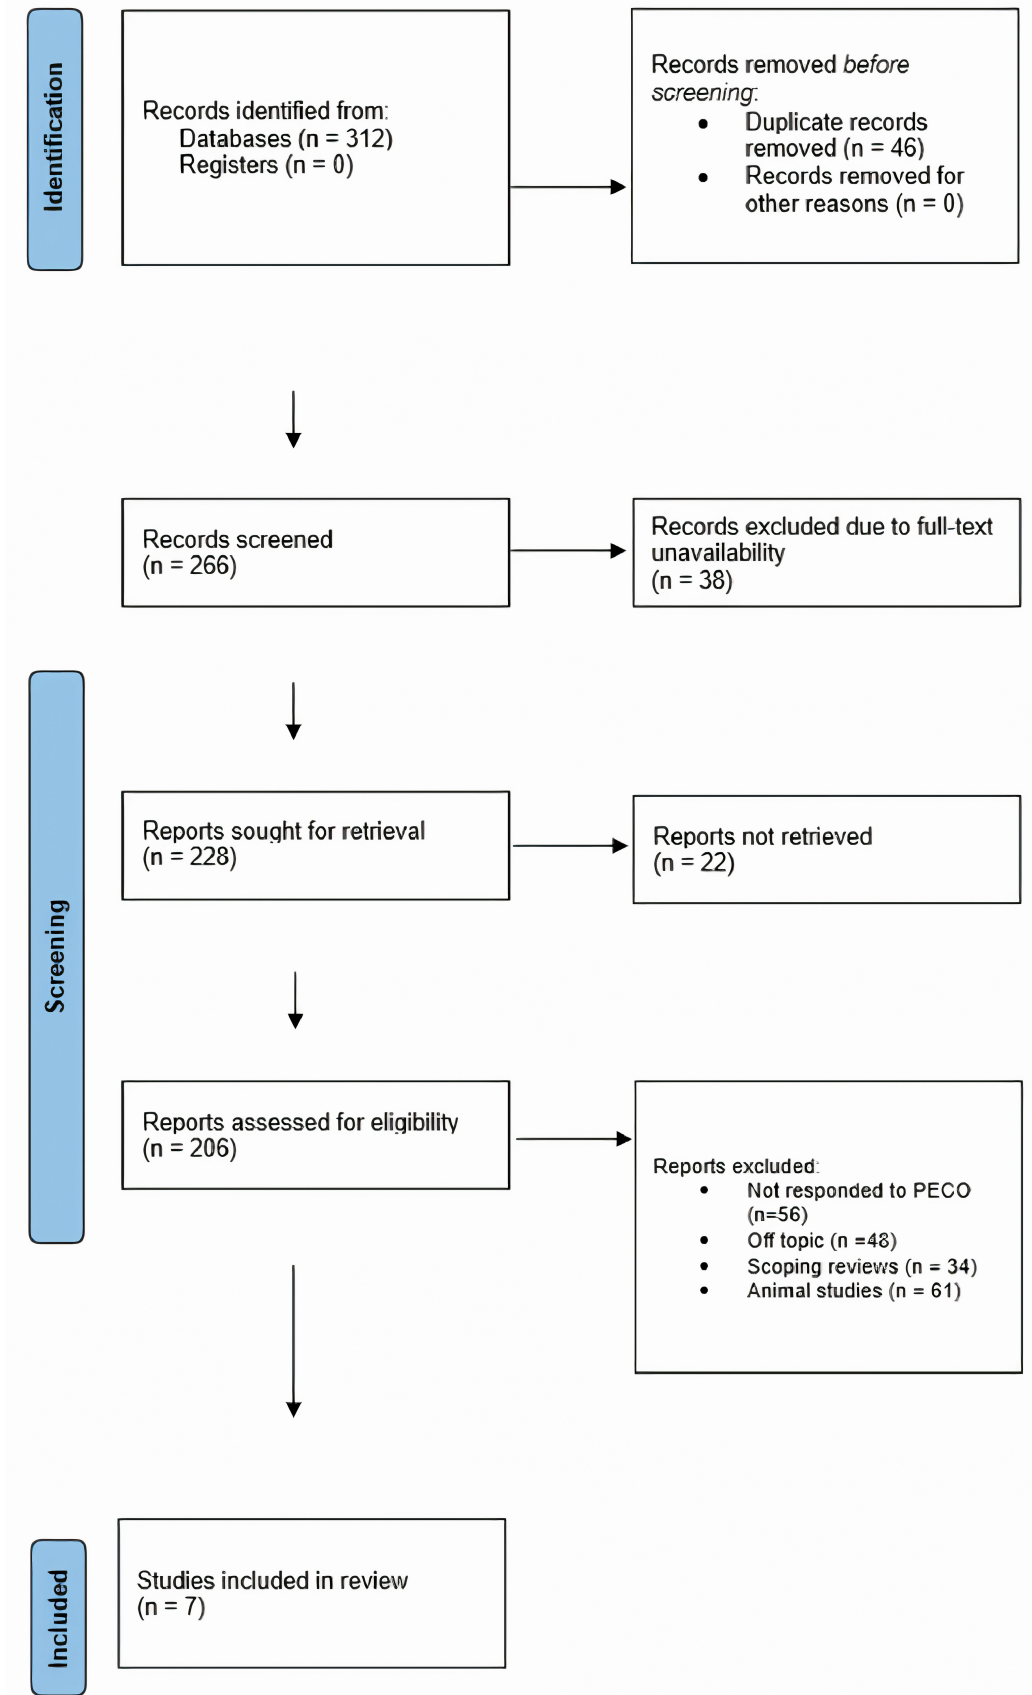 Identification
Records identified from:
Databases (n = 312)
Registers (n = 0)
Records removed before
screening:
• Duplicate records
removed (n = 46)
• Records removed for
other reasons (n = 0)
Records screened
(n = 266)
Records excluded due to full-text
unavailability
(n = 38)
Screening
Reports sought for retrieval
(n = 228)
Reports not retrieved
(n = 22)
Reports assessed for eligibility
(n = 206)
Reports excluded:
• Not responded to PECO
(n=56)
• Off topic (n =48)
• Scoping reviews (n = 34)
• Animal studies (n = 61)
Included
Studies included in review
(n = 7)